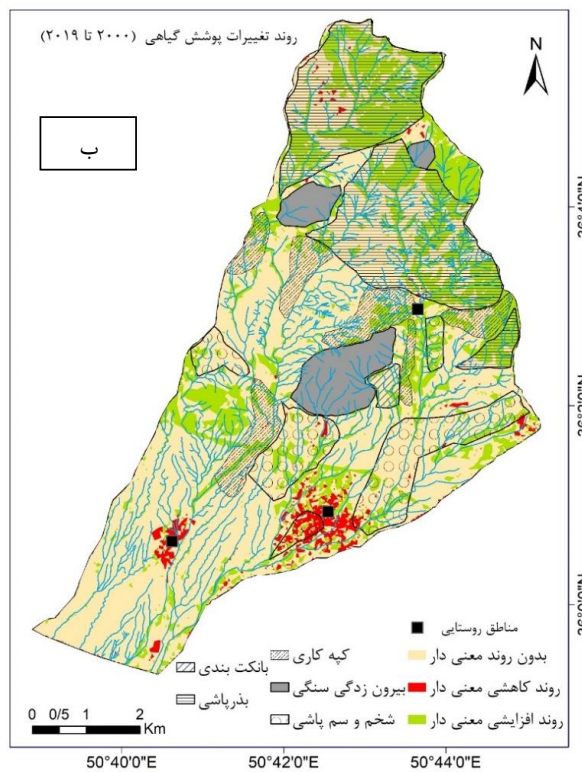 روند تغییرات پوشش گیاهی (۲۰۰۰ تا ۲۰۱۹)
N
ب
مناطق روستایی
بدون روند معنی دار
روند کاهشی معنی دار
روند افزایشی معنی دار
کپه کاری
بیرون زدگی سنگی
شخم و سم پاشی
بانکت بندی
بذرپاشی
0 0/5 1 2
Km
50°40'0"E 50°42'0"E 50°44'0"E